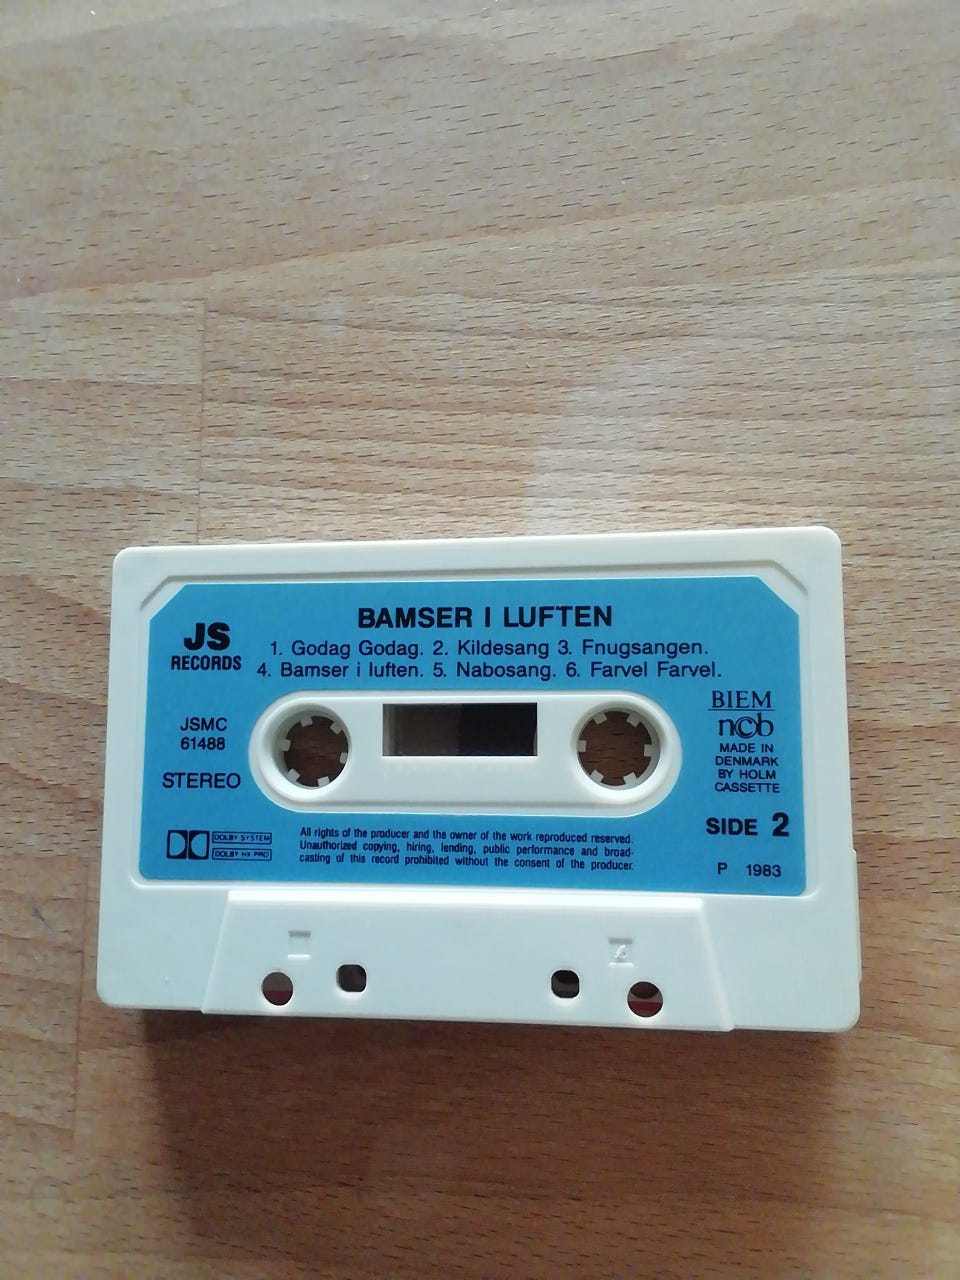 BAMSER I LUFTEN
1. Godag Godag. 2. Kildesang 3. Fnugsangen.
4. Bamser i luften. 5. Nabosang. 6. Farvel Farvel.
JS
RECORDS
JSMC
61488
STEREO
BIEM
n©b
MADE IN
DENMARK
BY HOLM
CASSETTE
SIDE 2
P 1983
DOLBY SYSTEM
DOLBY HX PRO
All rights of the producer and the owner of the work reproduced reserved.
Unauthorized copying, hiring, lending, public performance and broad-
casting of this record prohibited without the consent of the producer.